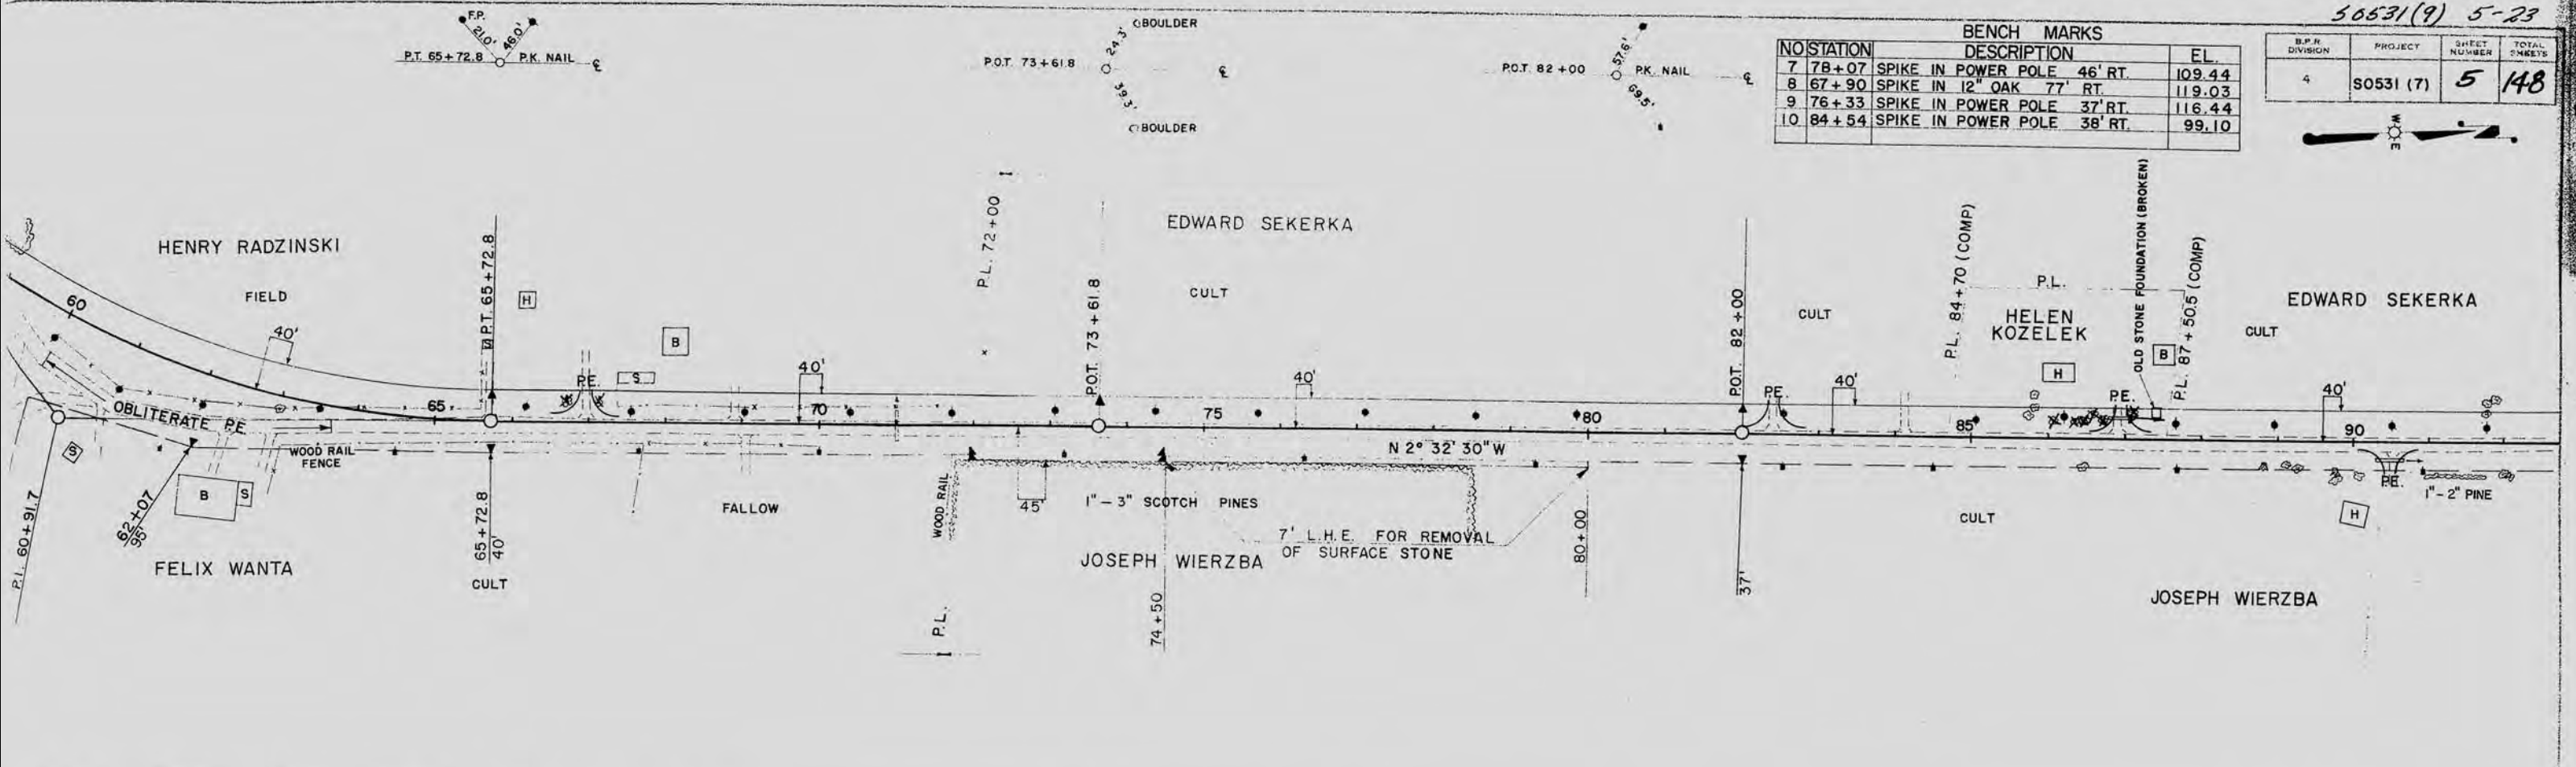 50531(9) 5-23
F.P.
21.0' 46.0'
P.T. 65+72.8 P.K. NAIL ℄
BOULDER
24.3'
P.O.T. 73+61.8 ℄
39.3'
BOULDER
57.6'
P.O.T. 82+00 P.K. NAIL ℄
69.5'
BENCH MARKS
NO STATION DESCRIPTION EL.
7 78+07 SPIKE IN POWER POLE 46' RT. 109.44
8 67+90 SPIKE IN 12" OAK 77' RT. 119.03
9 76+33 SPIKE IN POWER POLE 37' RT. 116.44
10 84+54 SPIKE IN POWER POLE 38' RT. 99.10
B.P.R. DIVISION PROJECT SHEET NUMBER TOTAL SHEETS
4 S0531 (7) 5 148
W
E
HENRY RADZINSKI
FIELD
60
40'
P.T. 65+72.8
H
B
S
P.E.
P.L. 72+00
P.O.T. 73+61.8
EDWARD SEKERKA
CULT
P.O.T. 82+00
CULT
P.L. 84+70 (COMP)
P.L.
HELEN
KOZELEK
H
OLD STONE FOUNDATION (BROKEN)
B
P.L. 87+50.5 (COMP)
EDWARD SEKERKA
CULT
40'
40'
P.E.
40'
P.E.
40'
65
70
75
80
85
90
OBLITERATE P.E.
N 2° 32' 30" W
S
WOOD RAIL
FENCE
B
S
P.I. 60+91.7
62+07
95'
FELIX WANTA
65+72.8
40'
CULT
FALLOW
WOOD RAIL
P.L.
45'
1"-3" SCOTCH PINES
7' L.H.E. FOR REMOVAL
OF SURFACE STONE
JOSEPH WIERZBA
74+50
80+00
37'
CULT
P.E.
1"-2" PINE
H
JOSEPH WIERZBA